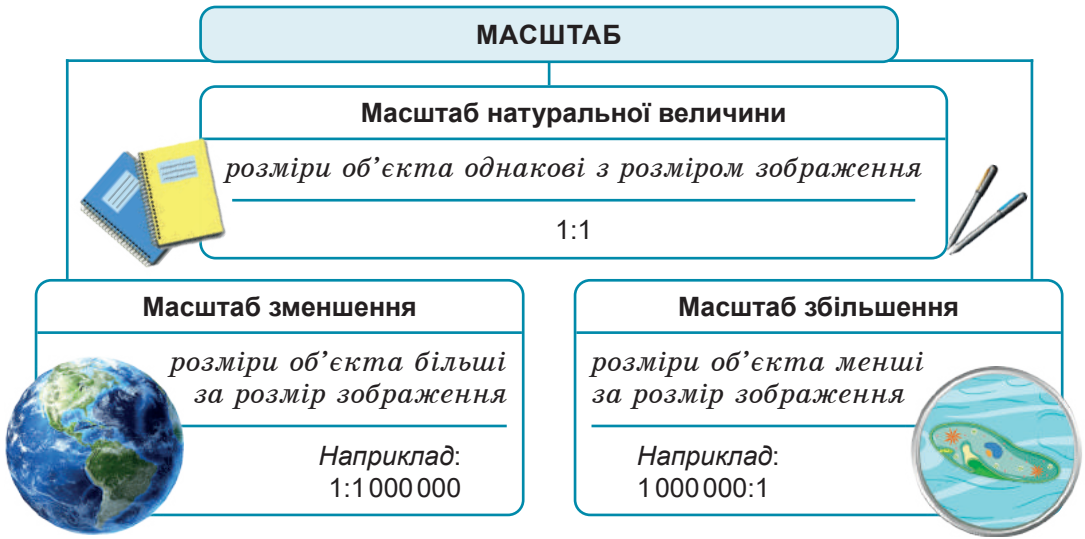 МАСШТАБ
Масштаб натуральної величини
розміри об’єкта однакові з розміром зображення
1:1
Масштаб зменшення
розміри об’єкта більші
за розмір зображення
Наприклад:
1:1 000 000
Масштаб збільшення
розміри об’єкта менші
за розмір зображення
Наприклад:
1 000 000:1